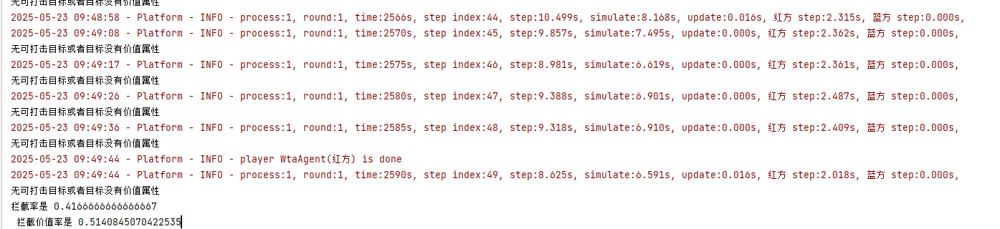 无可打击目标或者目标没有价值属性
2025-05-23 09:48:58 - Platform - INFO - process:1, round:1, time:2566s, step index:44, step:10.499s, simulate:8.168s, update:0.016s, 红方 step:2.315s, 蓝方 step:0.000s,
2025-05-23 09:49:08 - Platform - INFO - process:1, round:1, time:2570s, step index:45, step:9.857s, simulate:7.495s, update:0.000s, 红方 step:2.362s, 蓝方 step:0.000s,
无可打击目标或者目标没有价值属性
2025-05-23 09:49:17 - Platform - INFO - process:1, round:1, time:2575s, step index:46, step:8.981s, simulate:6.619s, update:0.000s, 红方 step:2.361s, 蓝方 step:0.000s,
无可打击目标或者目标没有价值属性
2025-05-23 09:49:26 - Platform - INFO - process:1, round:1, time:2580s, step index:47, step:9.388s, simulate:6.901s, update:0.000s, 红方 step:2.487s, 蓝方 step:0.000s,
无可打击目标或者目标没有价值属性
2025-05-23 09:49:36 - Platform - INFO - process:1, round:1, time:2585s, step index:48, step:9.318s, simulate:6.910s, update:0.000s, 红方 step:2.409s, 蓝方 step:0.000s,
无可打击目标或者目标没有价值属性
2025-05-23 09:49:44 - Platform - INFO - player WtaAgent(红方) is done
2025-05-23 09:49:44 - Platform - INFO - process:1, round:1, time:2590s, step index:49, step:8.625s, simulate:6.591s, update:0.016s, 红方 step:2.018s, 蓝方 step:0.000s,
无可打击目标或者目标没有价值属性
拦截率是 0.4166666666666667
拦截价值率是 0.5140845070422535